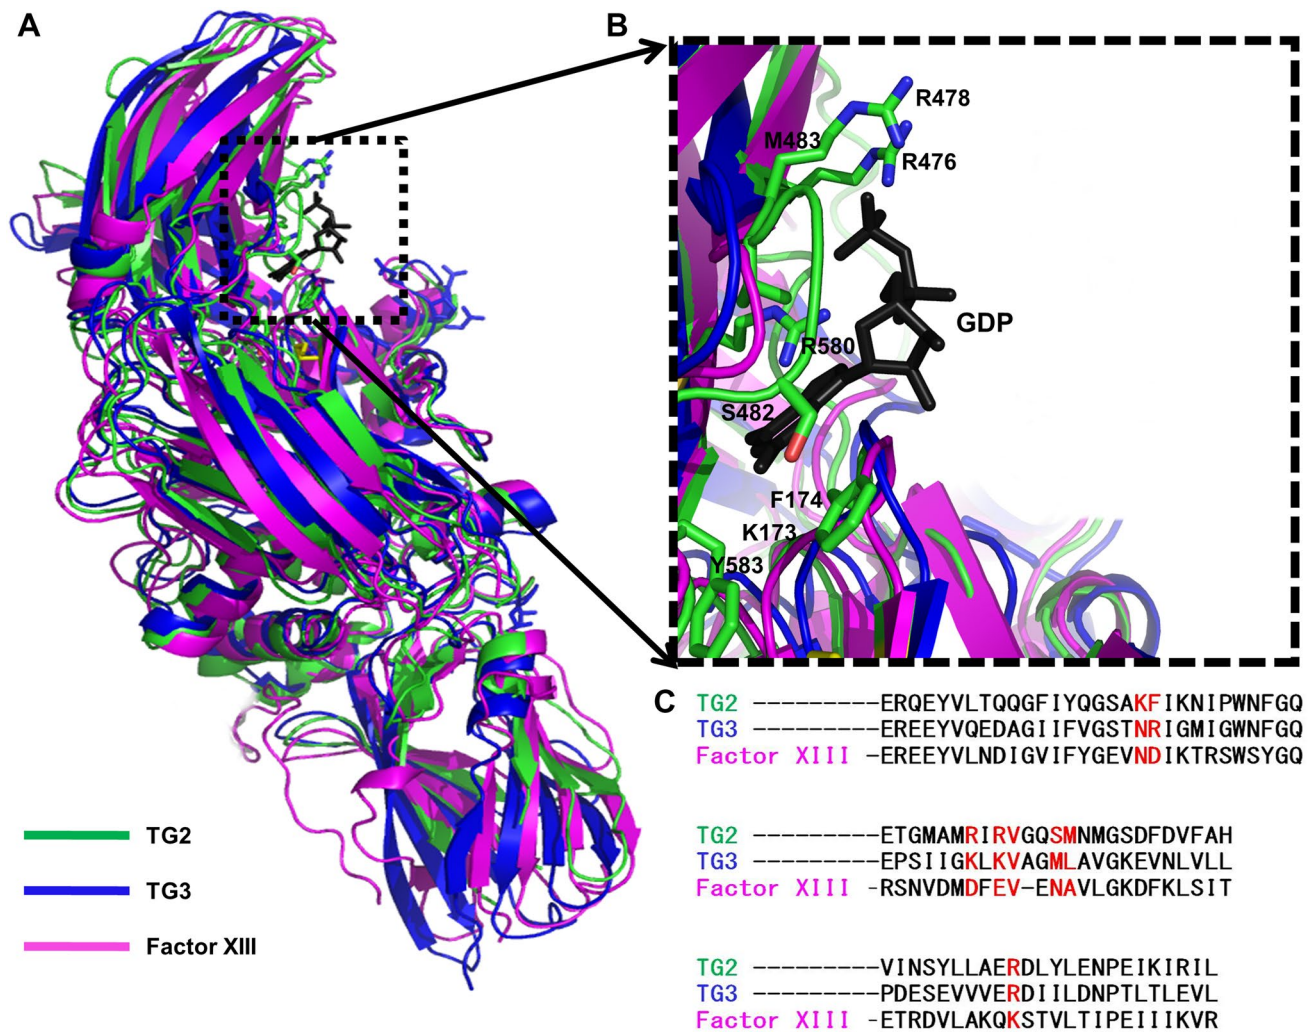 A
B
R478
M483
R476
GDP
R580
S482
F174
K173
Y583
TG2
TG3
Factor XIII
C
TG2 ----------ERQEYVLTQQGFIYQGSAKFIKNIPWNFGQ
TG3 ----------EREEYVQEDAGIIFVGSTNRIGMIGWNFGQ
Factor XIII -EREEYVLNDIGVIFYGEVNDIKTRSWSYGQ
TG2 ----------ETGMAMRIRVGQSMNMGSDFDVFAH
TG3 ----------EPSIIGKLKVAGMLAVGKEVNLVLL
Factor XIII -RSNVDMDFEV-ENAVLGKDFKLSIT
TG2 ----------VINSYLLAERDLYLENPEIKIRIL
TG3 ----------PDESEVVVERDIILDNPTLTLEVL
Factor XIII -ETRDVLAKQKSTVLTIPEIIIKVR